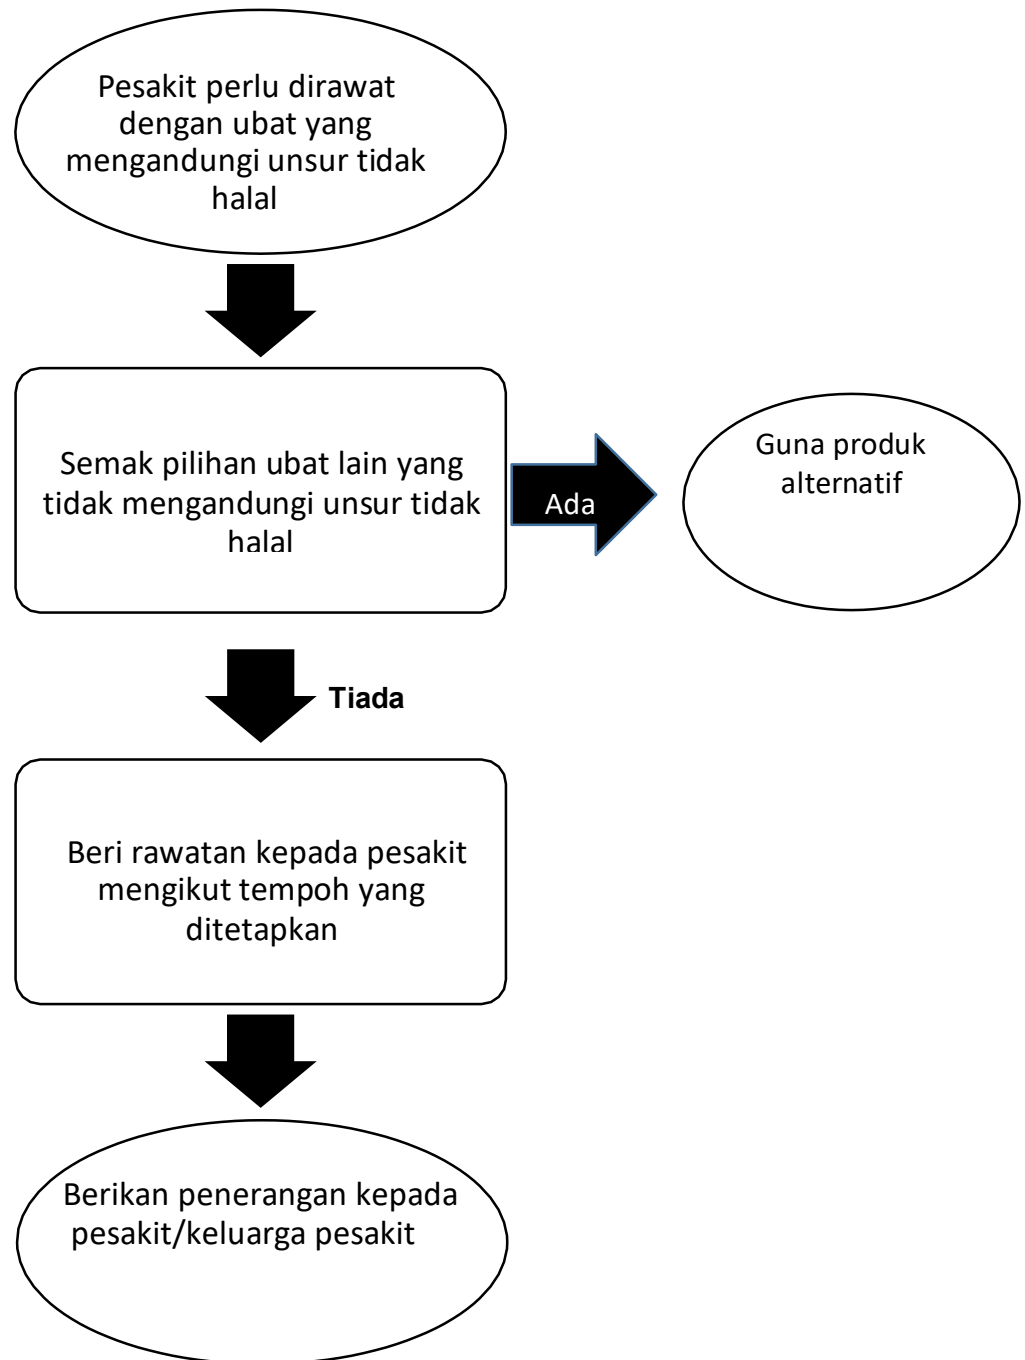 Pesakit perlu dirawat
dengan ubat yang
mengandungi unsur tidak
halal
Semak pilihan ubat lain yang
tidak mengandungi unsur tidak
halal
Ada
Guna produk
alternatif
Tiada
Beri rawatan kepada pesakit
mengikut tempoh yang
ditetapkan
Berikan penerangan kepada
pesakit/keluarga pesakit